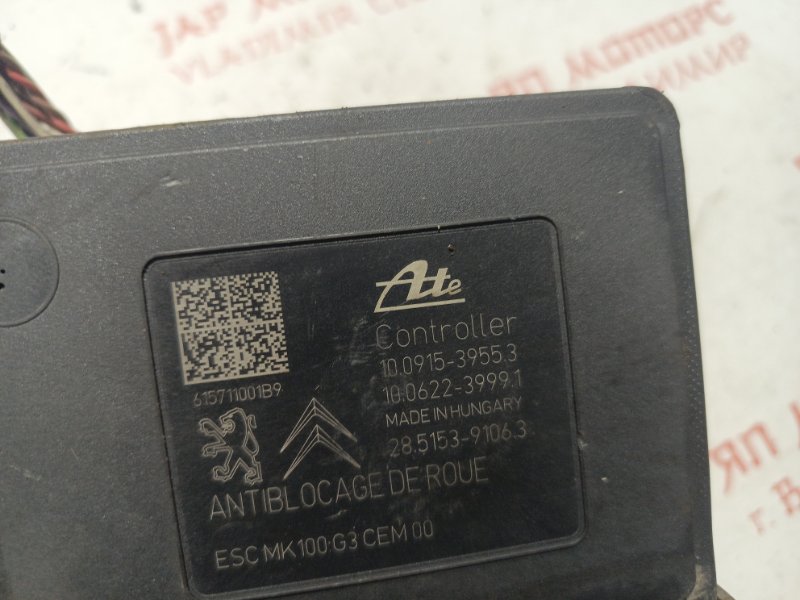 JAP MOTORS
VLADIMIR
ЯП МОТОРС
Ate
Controller
10.0915-3955.3
10.0622-3999.1
MADE IN HUNGARY
28.5153-9106.3
615711001B9
ANTIBLOCAGE DE ROUE
ESC MK100-G3 CEM 00
ЯП
г. В